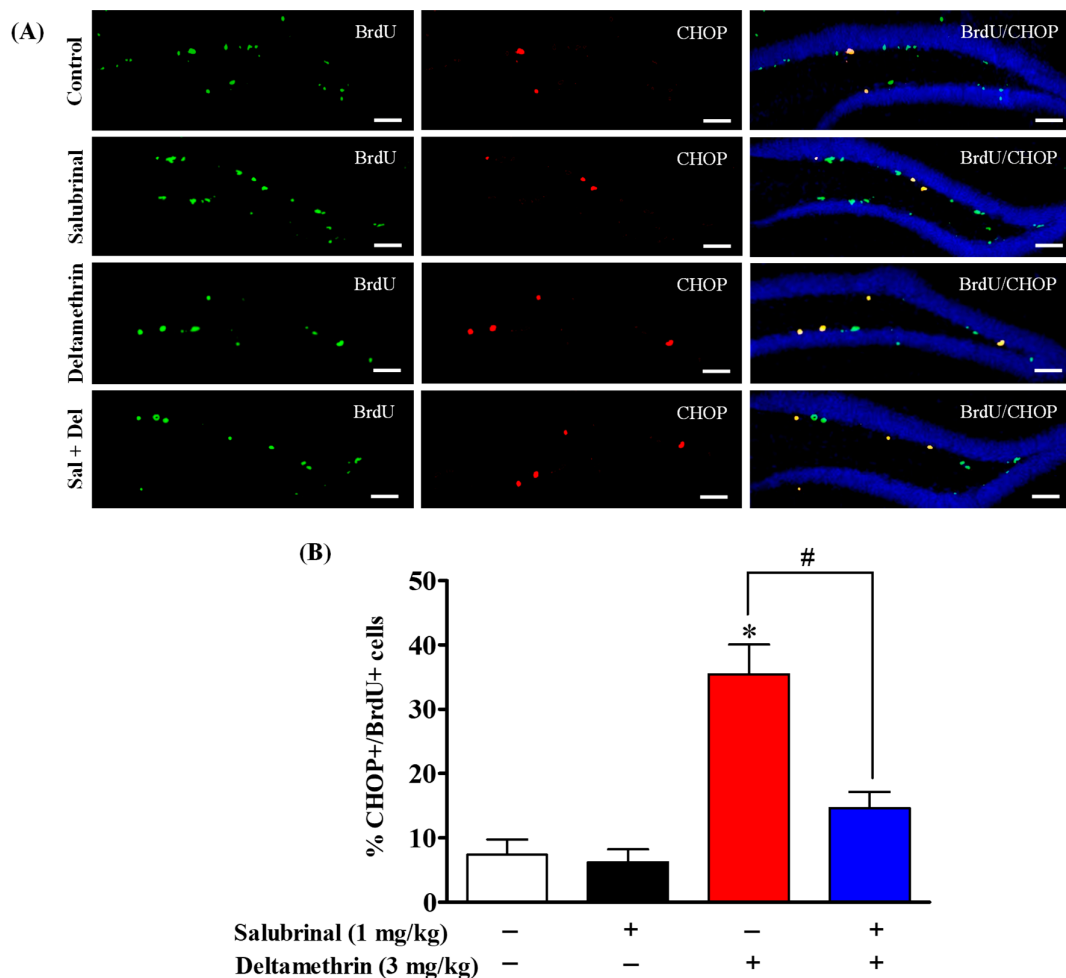 (A)
Control
BrdU
CHOP
BrdU/CHOP
Salubrinal
BrdU
CHOP
BrdU/CHOP
Deltamethrin
BrdU
CHOP
BrdU/CHOP
Sal + Del
BrdU
CHOP
BrdU/CHOP
(B)
% CHOP+/BrdU+ cells
50
40
30
20
10
0
*
#
Salubrinal (1 mg/kg) – + – +
Deltamethrin (3 mg/kg) – – + +